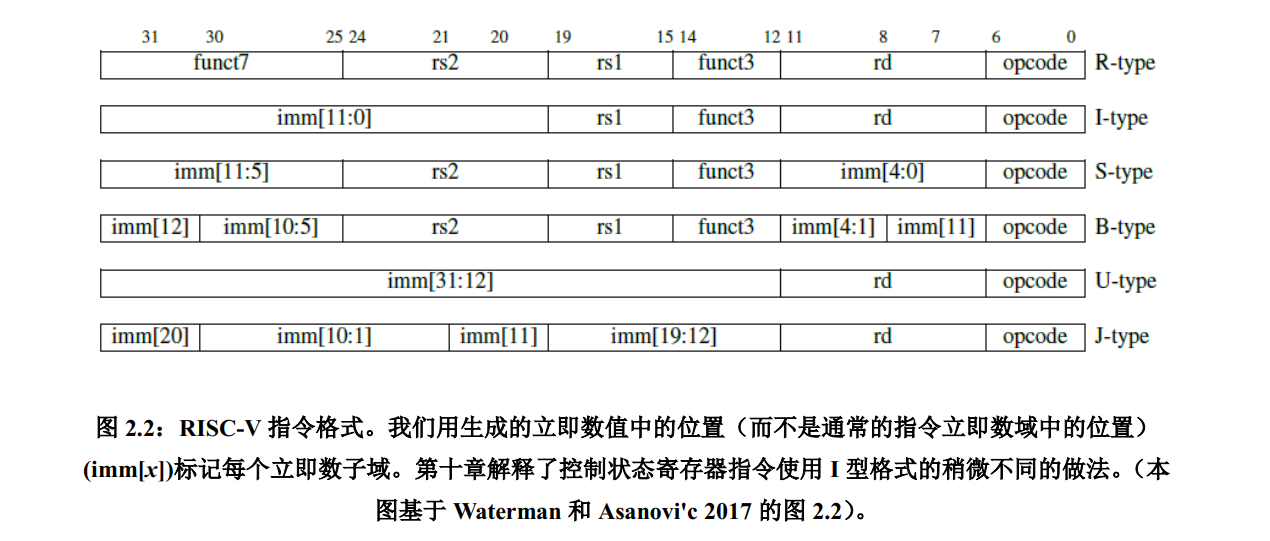 31 30 25 24 21 20 19 15 14 12 11 8 7 6 0
funct7 rs2 rs1 funct3 rd opcode R-type
imm[11:0] rs1 funct3 rd opcode I-type
imm[11:5] rs2 rs1 funct3 imm[4:0] opcode S-type
imm[12] imm[10:5] rs2 rs1 funct3 imm[4:1] imm[11] opcode B-type
imm[31:12] rd opcode U-type
imm[20] imm[10:1] imm[11] imm[19:12] rd opcode J-type
图 2.2：RISC-V 指令格式。我们用生成的立即数值中的位置（而不是通常的指令立即数域中的位置）
(imm[x])标记每个立即数子域。第十章解释了控制状态寄存器指令使用 I 型格式的稍微不同的做法。（本
图基于 Waterman 和 Asanovi'c 2017 的图 2.2）。